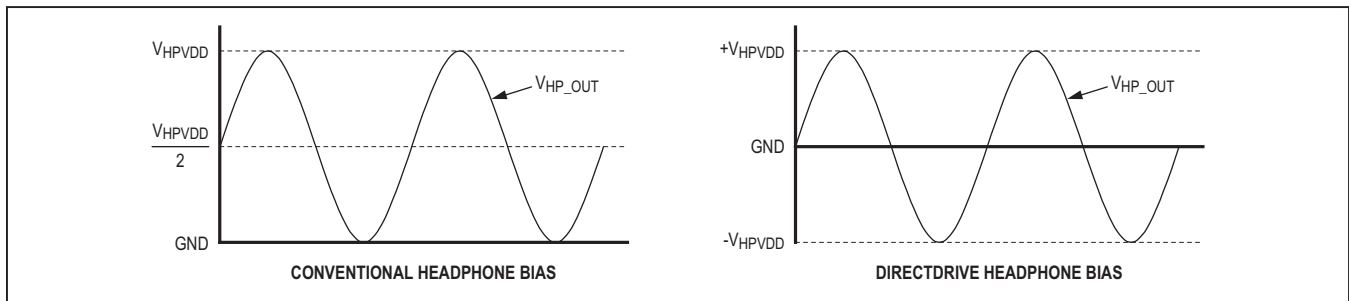 VHPVDD
VHP_OUT
VHPVDD
2
GND
CONVENTIONAL HEADPHONE BIAS
+VHPVDD
VHP_OUT
GND
-VHPVDD
DIRECTDRIVE HEADPHONE BIAS